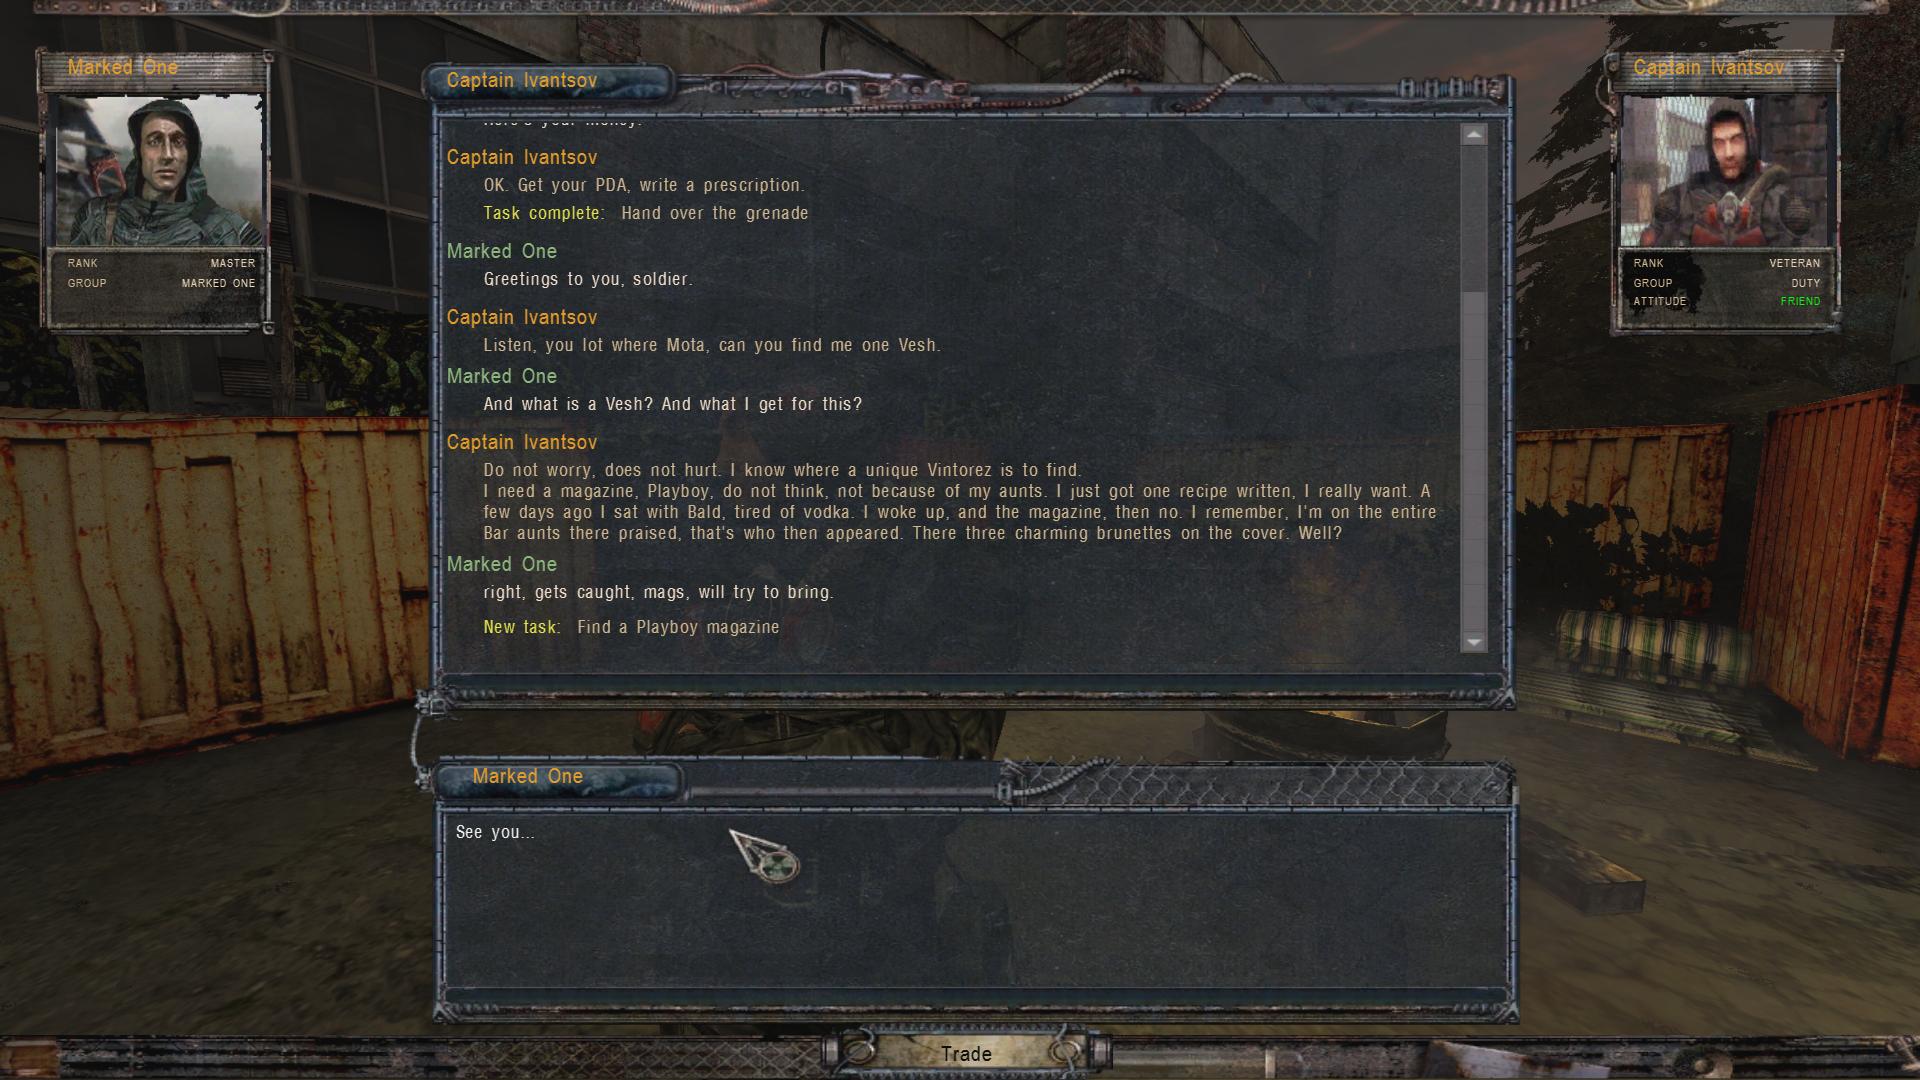 Marked One
RANK MASTER
GROUP MARKED ONE
Captain Ivantsov
Here's your money.
Captain Ivantsov
OK. Get your PDA, write a prescription.
Task complete: Hand over the grenade
Marked One
Greetings to you, soldier.
Captain Ivantsov
Listen, you lot where Mota, can you find me one Vesh.
Marked One
And what is a Vesh? And what I get for this?
Captain Ivantsov
Do not worry, does not hurt. I know where a unique Vintorez is to find.
I need a magazine, Playboy, do not think, not because of my aunts. I just got one recipe written, I really want. A
few days ago I sat with Bald, tired of vodka. I woke up, and the magazine, then no. I remember, I'm on the entire
Bar aunts there praised, that's who then appeared. There three charming brunettes on the cover. Well?
Marked One
right, gets caught, mags, will try to bring.
New task: Find a Playboy magazine
Captain Ivantsov
RANK VETERAN
GROUP DUTY
ATTITUDE FRIEND
Marked One
See you...
Trade